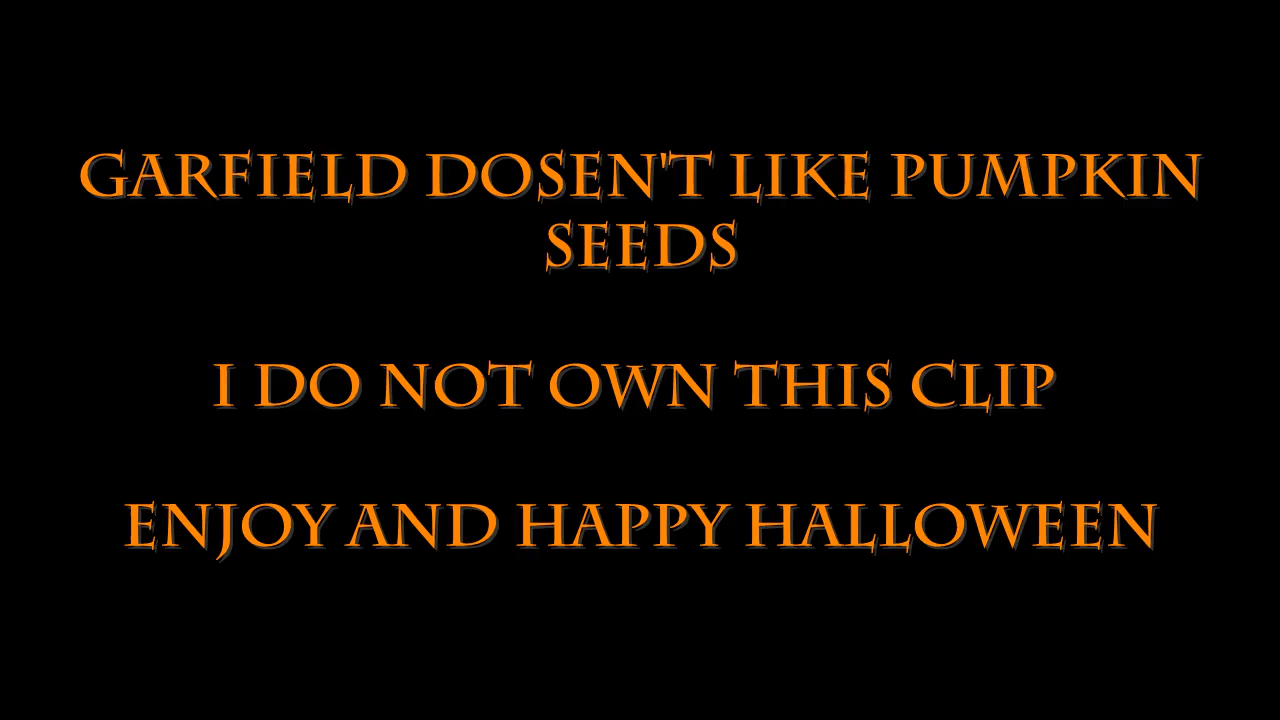 GARFIELD DOSEN'T LIKE PUMPKIN
SEEDS
I DO NOT OWN THIS CLIP
ENJOY AND HAPPY HALLOWEEN